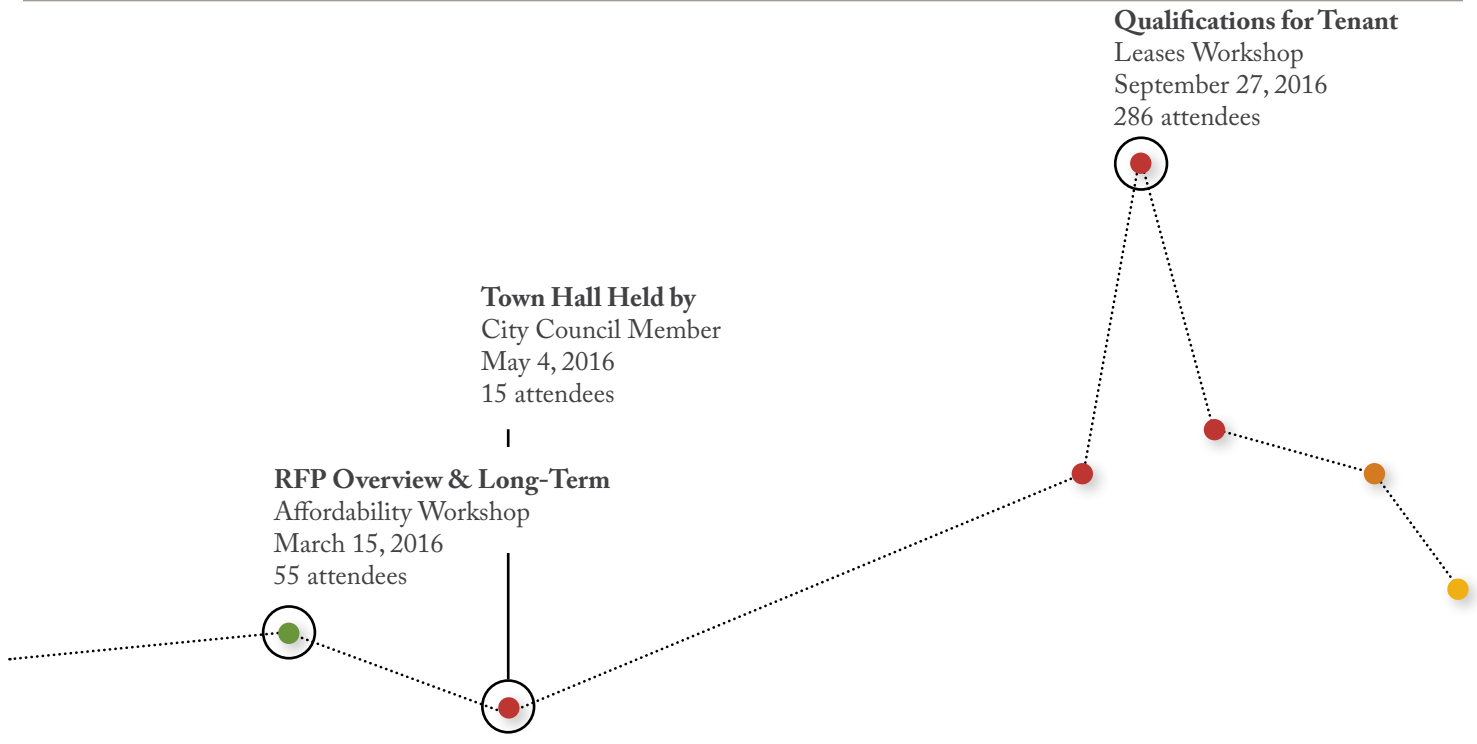 Qualifications for Tenant
Leases Workshop
September 27, 2016
286 attendees
Town Hall Held by
City Council Member
May 4, 2016
15 attendees
RFP Overview & Long-Term
Affordability Workshop
March 15, 2016
55 attendees